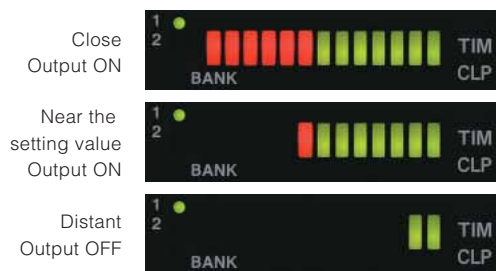 Close
Output ON
1
2
BANK
TIM
CLP
Near the
setting value
Output ON
1
2
BANK
TIM
CLP
Distant
Output OFF
1
2
BANK
TIM
CLP